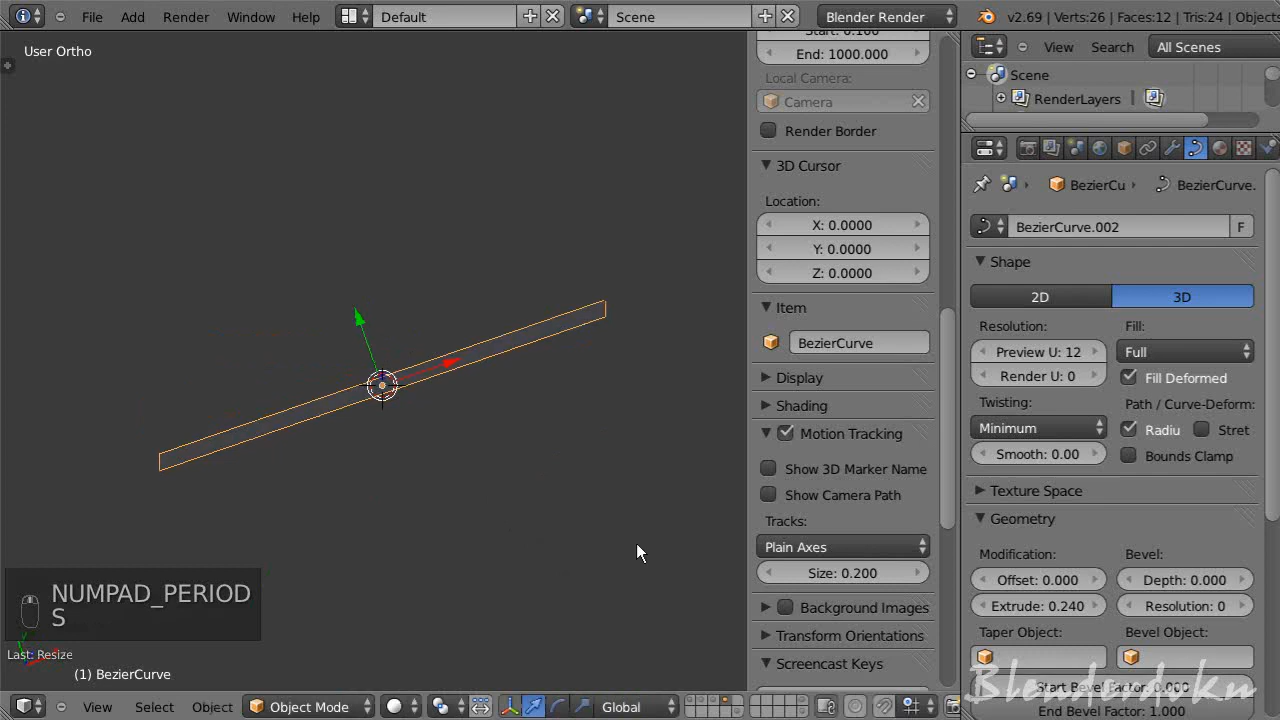 File Add Render Window Help Default Scene Blender Render v2.69 | Verts:26 | Faces:12 | Tris:24 | Objects
User Ortho
Start: 0.100
End: 1000.000
Local Camera:
Camera
Render Border
3D Cursor
Location:
X: 0.0000
Y: 0.0000
Z: 0.0000
Item
BezierCurve
Display
Shading
Motion Tracking
Show 3D Marker Name
Show Camera Path
Tracks:
Plain Axes
Size: 0.200
Background Images
Transform Orientations
Screencast Keys
View Search All Scenes
Scene
RenderLayers |
BezierCu BezierCurve.
BezierCurve.002 F
Shape
2D 3D
Resolution: Fill:
Preview U: 12 Full
Render U: 0 Fill Deformed
Twisting: Path / Curve-Deform:
Minimum Radiu Stret
Smooth: 0.00 Bounds Clamp
Texture Space
Geometry
Modification: Bevel:
Offset: 0.000 Depth: 0.000
Extrude: 0.240 Resolution: 0
Taper Object: Bevel Object:
Start Bevel Factor: 0.000
End Bevel Factor: 1.000
NUMPAD_PERIOD
S
Last: Resize
(1) BezierCurve
View Select Object Object Mode Global